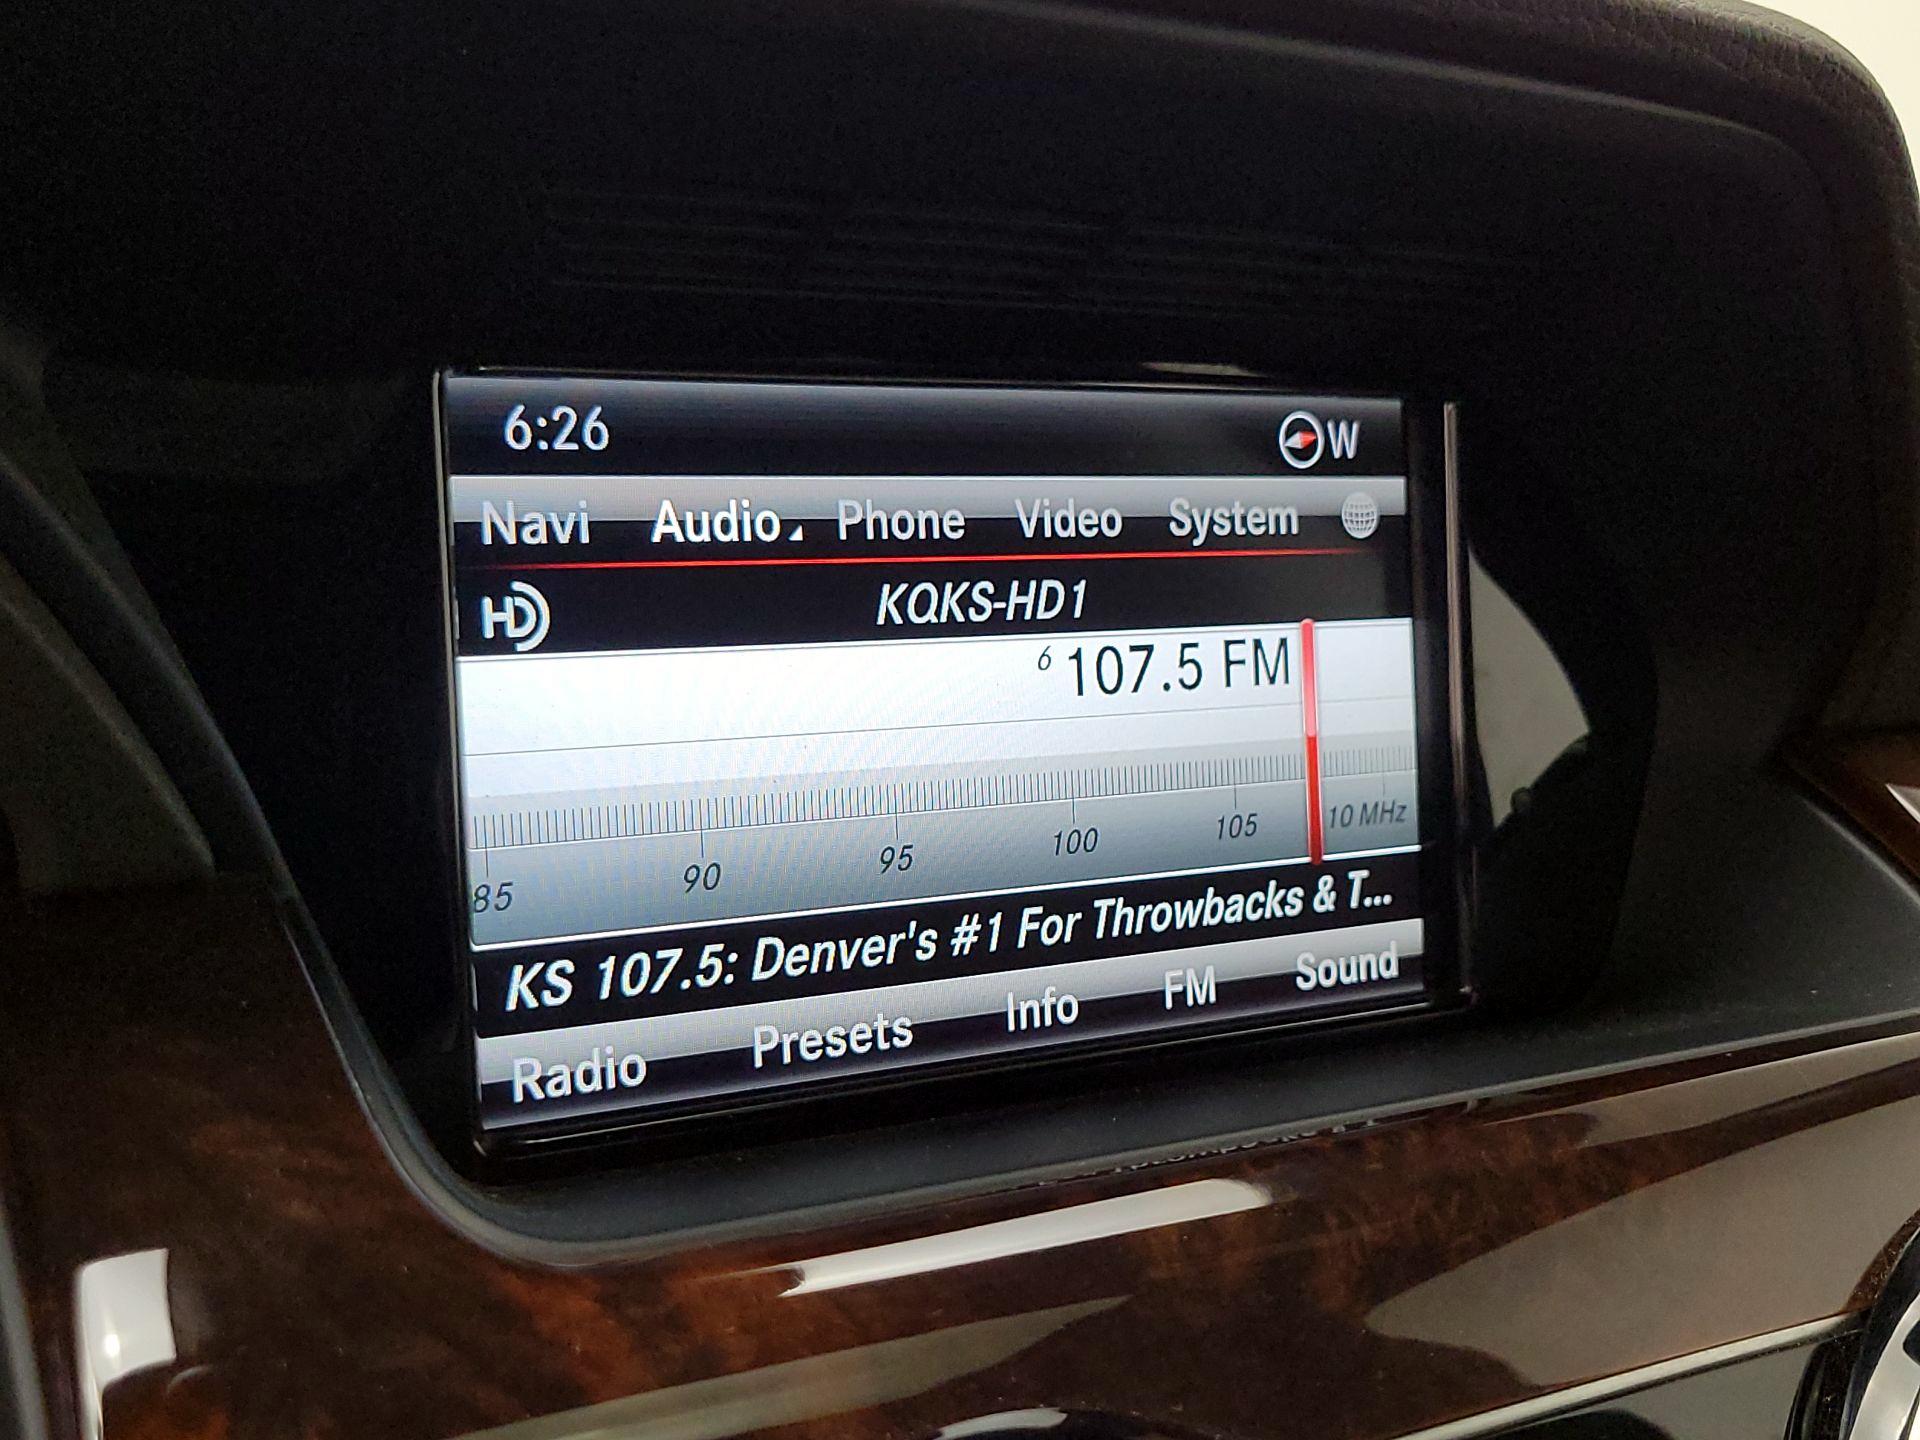 6:26 W
Navi Audio Phone Video System
HD KQKS-HD1
6 107.5 FM
85 90 95 100 105 10 MHz
KS 107.5: Denver's #1 For Throwbacks & T...
Radio Presets Info FM Sound